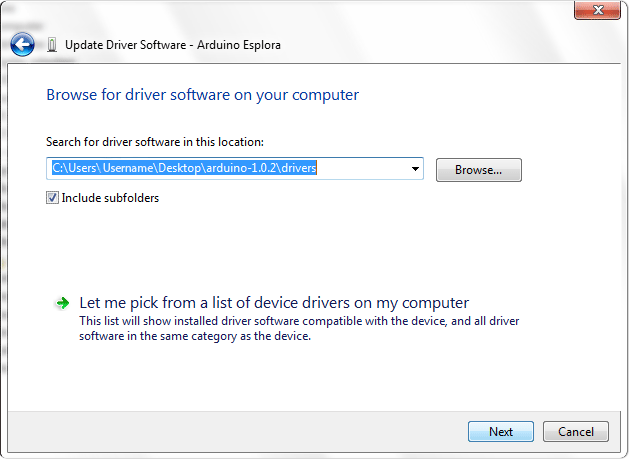 Update Driver Software - Arduino Esplora
Browse for driver software on your computer
Search for driver software in this location:
C:\Users\ Username\Desktop\arduino-1.0.2\drivers
Browse...
Include subfolders
Let me pick from a list of device drivers on my computer
This list will show installed driver software compatible with the device, and all driver
software in the same category as the device.
Next
Cancel